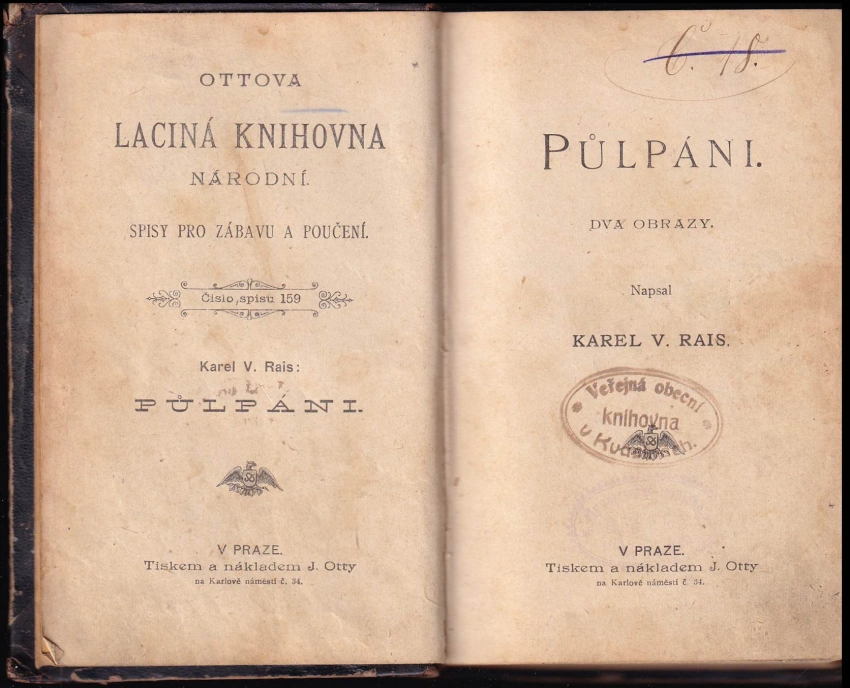 OTTOVA
LACINÁ KNIHOVNA
NÁRODNÍ.
SPISY PRO ZÁBAVU A POUČENÍ.
Číslo spisu 159
Karel V. Rais:
PŮLPÁNI.
V PRAZE.
Tiskem a nákladem J. Otty
na Karlově náměstí č. 34.
Č. 18.
PŮLPÁNI.
DVA OBRAZY.
Napsal
KAREL V. RAIS.
Veřejná obecní
knihovna
v
V PRAZE.
Tiskem a nákladem J. Otty
na Karlově náměstí č. 34.